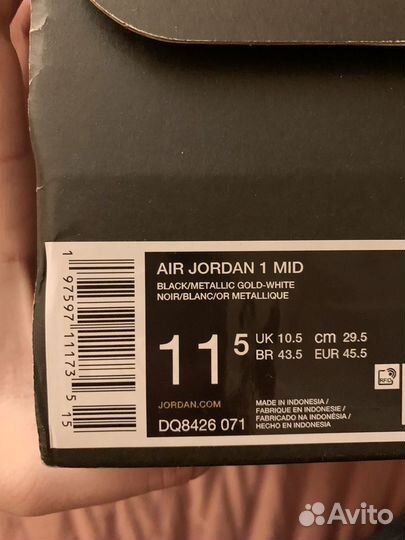 AIR JORDAN 1 MID
BLACK/METALLIC GOLD-WHITE
NOIR/BLANC/OR METALLIQUE
11 5
UK 10.5 cm 29.5
BR 43.5 EUR 45.5
JORDAN.COM
DQ8426 071
MADE IN INDONESIA /
FABRIQUE EN INDONESIE /
FABRICADO NA INDONÉSIA /
HECHO EN INDONESIA
RFID
1 97597 11173 5 15
Avito